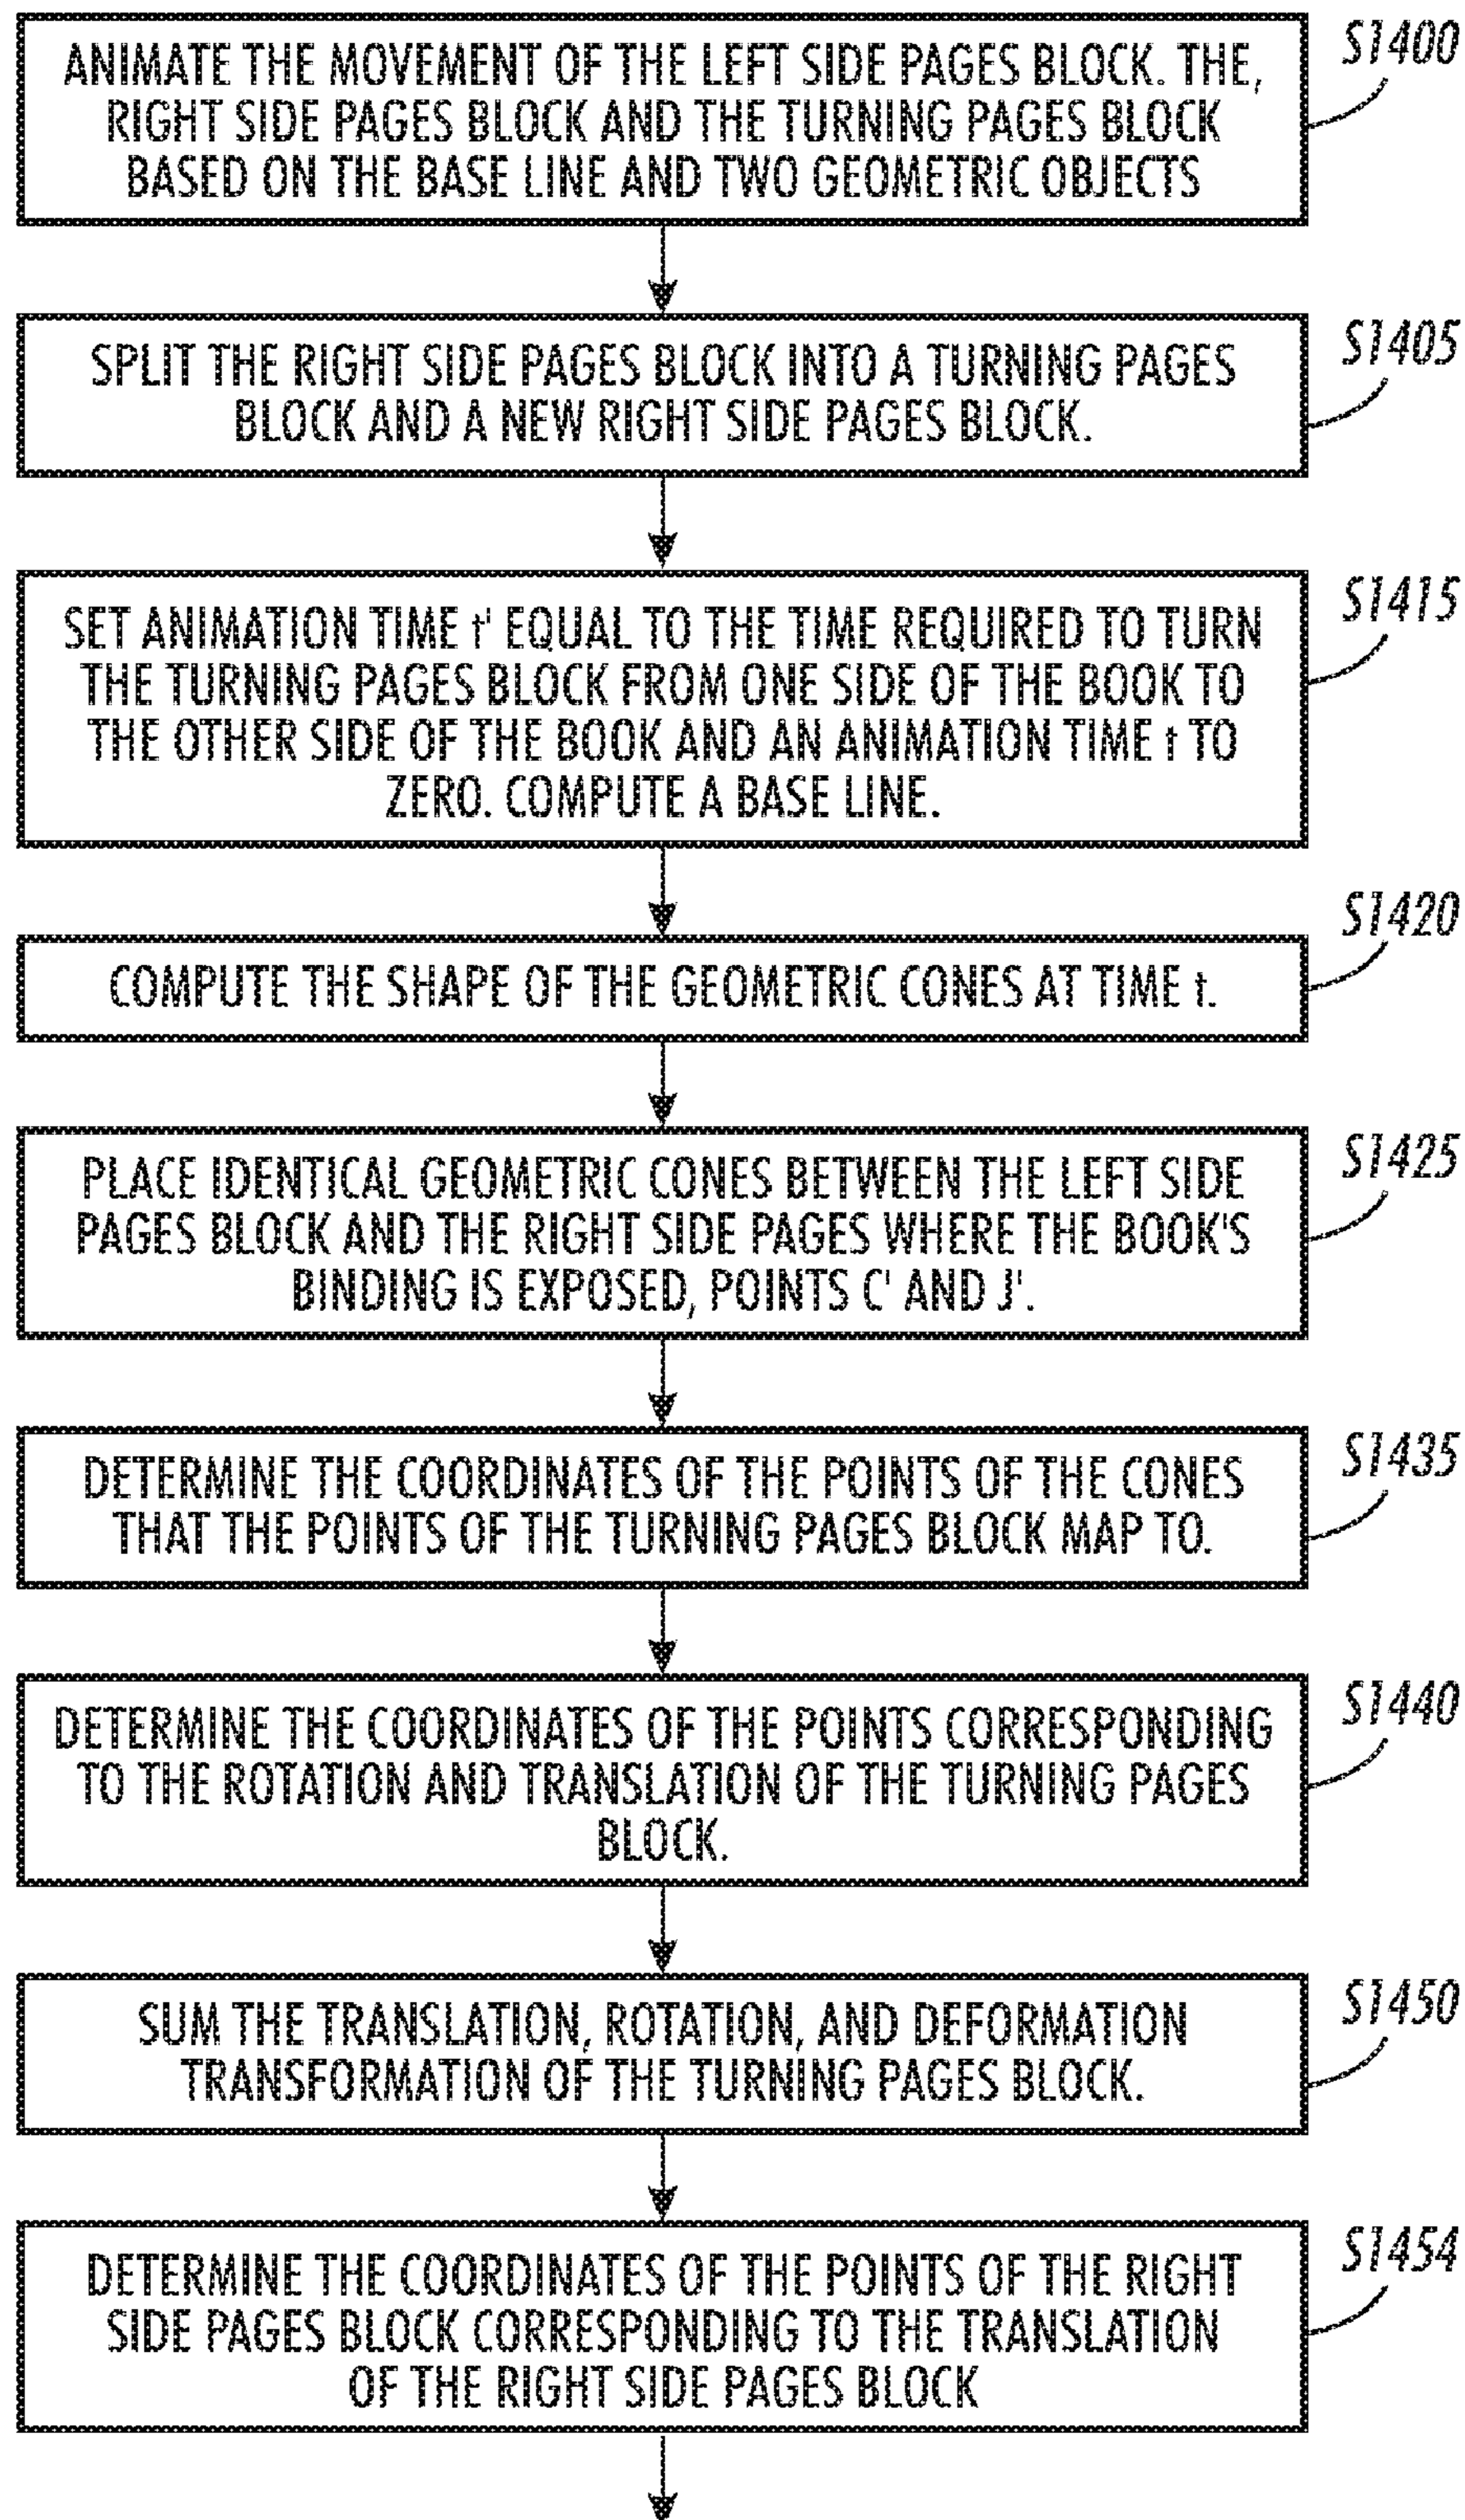 ANIMATE THE MOVEMENT OF THE LEFT SIDE PAGES BLOCK. THE,
RIGHT SIDE PAGES BLOCK AND THE TURNING PAGES BLOCK
BASED ON THE BASE LINE AND TWO GEOMETRIC OBJECTS
S1400
SPLIT THE RIGHT SIDE PAGES BLOCK INTO A TURNING PAGES
BLOCK AND A NEW RIGHT SIDE PAGES BLOCK.
S1405
SET ANIMATION TIME t' EQUAL TO THE TIME REQUIRED TO TURN
THE TURNING PAGES BLOCK FROM ONE SIDE OF THE BOOK TO
THE OTHER SIDE OF THE BOOK AND AN ANIMATION TIME t TO
ZERO. COMPUTE A BASE LINE.
S1415
COMPUTE THE SHAPE OF THE GEOMETRIC CONES AT TIME t.
S1420
PLACE IDENTICAL GEOMETRIC CONES BETWEEN THE LEFT SIDE
PAGES BLOCK AND THE RIGHT SIDE PAGES WHERE THE BOOK'S
BINDING IS EXPOSED, POINTS C' AND J'.
S1425
DETERMINE THE COORDINATES OF THE POINTS OF THE CONES
THAT THE POINTS OF THE TURNING PAGES BLOCK MAP TO.
S1435
DETERMINE THE COORDINATES OF THE POINTS CORRESPONDING
TO THE ROTATION AND TRANSLATION OF THE TURNING PAGES
BLOCK.
S1440
SUM THE TRANSLATION, ROTATION, AND DEFORMATION
TRANSFORMATION OF THE TURNING PAGES BLOCK.
S1450
DETERMINE THE COORDINATES OF THE POINTS OF THE RIGHT
SIDE PAGES BLOCK CORRESPONDING TO THE TRANSLATION
OF THE RIGHT SIDE PAGES BLOCK
S1454